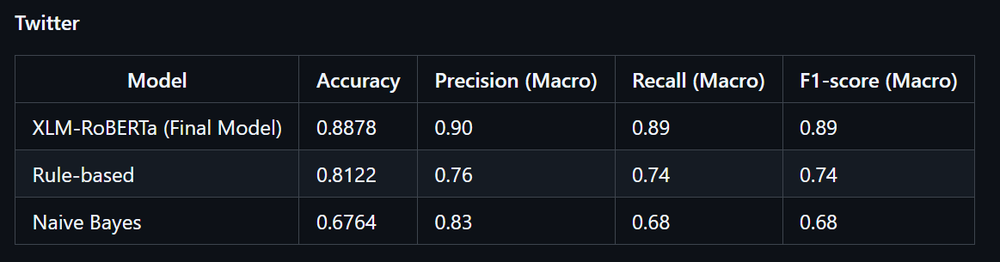 Twitter
Model Accuracy Precision (Macro) Recall (Macro) F1-score (Macro)
XLM-RoBERTa (Final Model) 0.8878 0.90 0.89 0.89
Rule-based 0.8122 0.76 0.74 0.74
Naive Bayes 0.6764 0.83 0.68 0.68